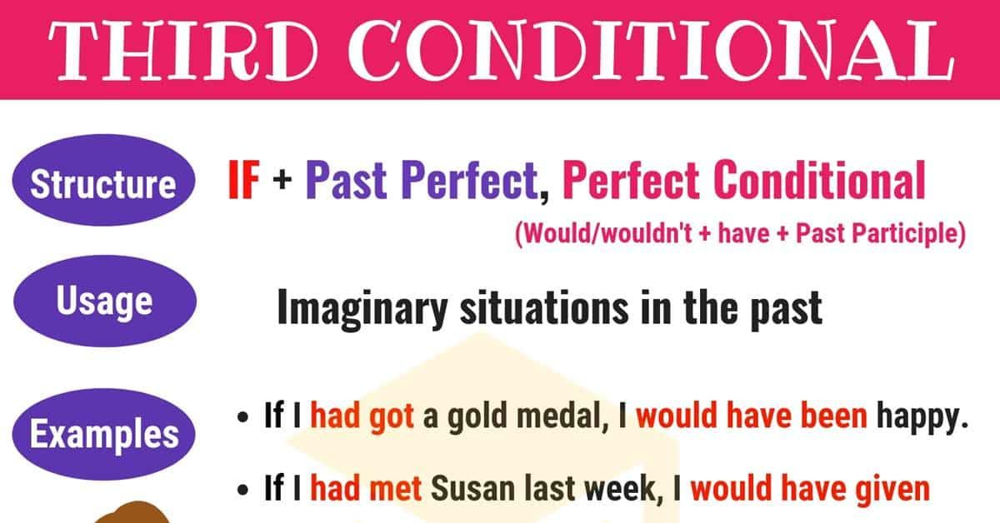 THIRD CONDITIONAL
Structure
IF + Past Perfect, Perfect Conditional
(Would/wouldn't + have + Past Participle)
Usage
Imaginary situations in the past
Examples
• If I had got a gold medal, I would have been happy.
• If I had met Susan last week, I would have given